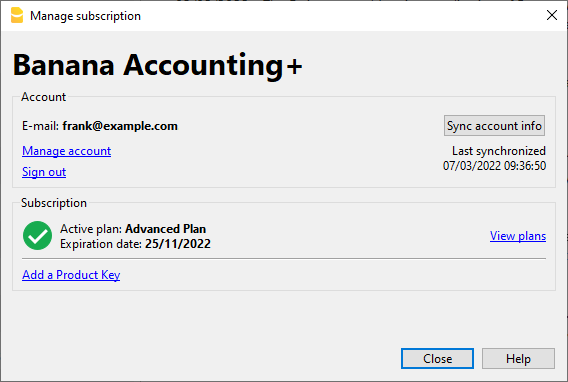 Manage subscription
Banana Accounting+
Account
E-mail: frank@example.com
Sync account info
Manage account
Last synchronized
07/03/2022 09:36:50
Sign out
Subscription
Active plan: Advanced Plan
Expiration date: 25/11/2022
View plans
Add a Product Key
Close
Help